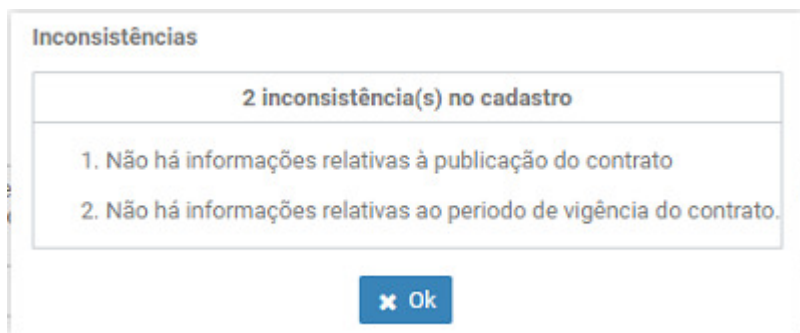 Inconsistências
2 inconsistência(s) no cadastro
1. Não há informações relativas à publicação do contrato
2. Não há informações relativas ao periodo de vigência do contrato.
Ok